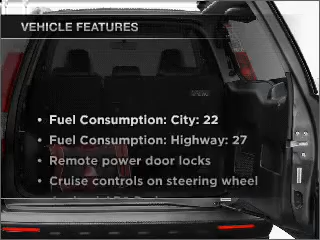 VEHICLE FEATURES
• Fuel Consumption: City: 22
• Fuel Consumption: Highway: 27
• Remote power door locks
• Cruise controls on steering wheel